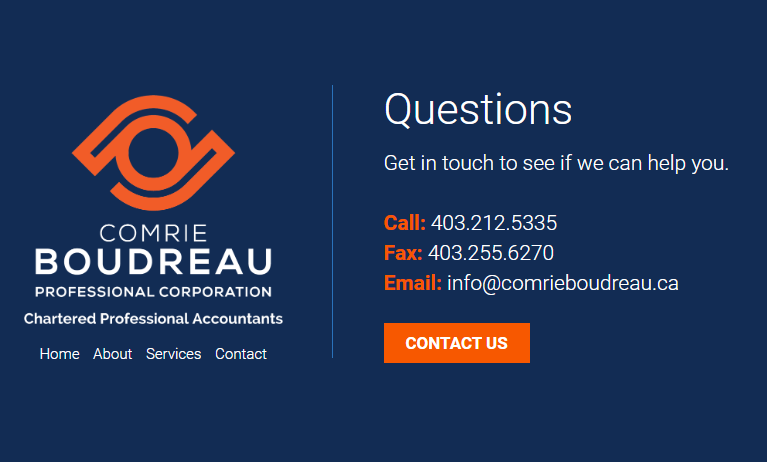 COMRIE
BOUDREAU
PROFESSIONAL CORPORATION
Chartered Professional Accountants
Home About Services Contact
Questions
Get in touch to see if we can help you.
Call: 403.212.5335
Fax: 403.255.6270
Email: info@comrieboudreau.ca
CONTACT US